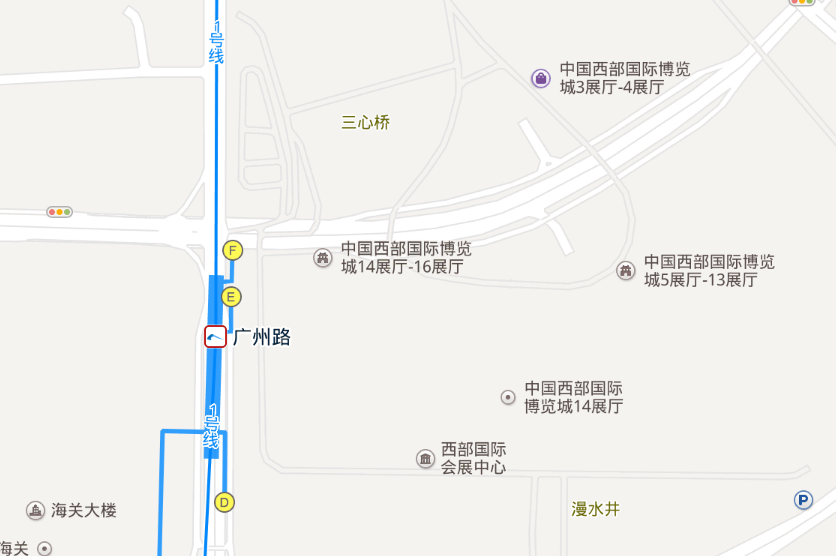 1号线
中国西部国际博览
城3展厅-4展厅
三心桥
F
中国西部国际博览
城14展厅-16展厅
中国西部国际博览
城5展厅-13展厅
E
广州路
中国西部国际
博览城14展厅
1号线
西部国际
会展中心
D
P
海关大楼
漫水井
海关